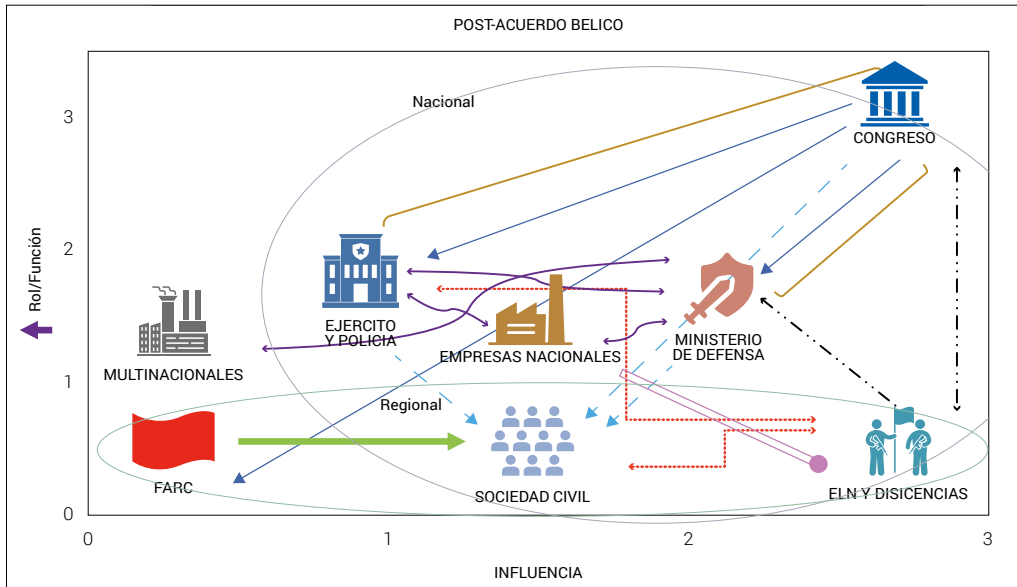 POST-ACUERDO BELICO
Nacional
CONGRESO
3
2
1
0
Rol/Función
EJERCITO
Y POLICIA
EMPRESAS NACIONALES
MINISTERIO
DE DEFENSA
MULTINACIONALES
Regional
FARC
SOCIEDAD CIVIL
ELN Y DISICENCIAS
0
1
2
3
INFLUENCIA